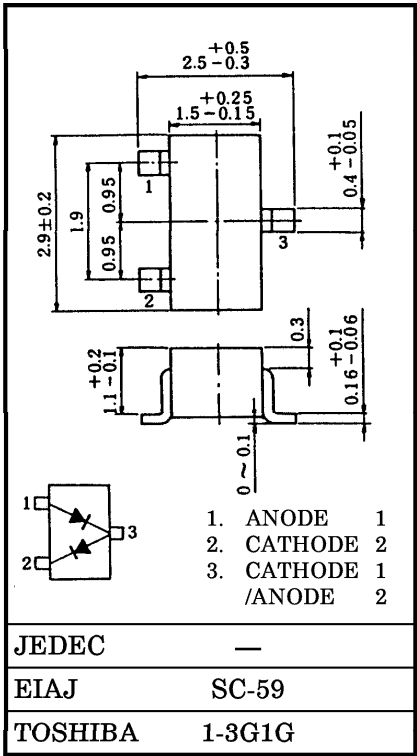 +0.5
2.5 -0.3
+0.25
1.5 -0.15
+0.1
0.4 -0.05
2.9±0.2
1.9
0.95
0.95
1
2
3
+0.2
1.1 -0.1
0.3
+0.1
0.16 -0.06
0 ~ 0.1
1
2
3
1. ANODE 1
2. CATHODE 2
3. CATHODE 1
/ANODE 2
JEDEC —
EIAJ SC-59
TOSHIBA 1-3G1G